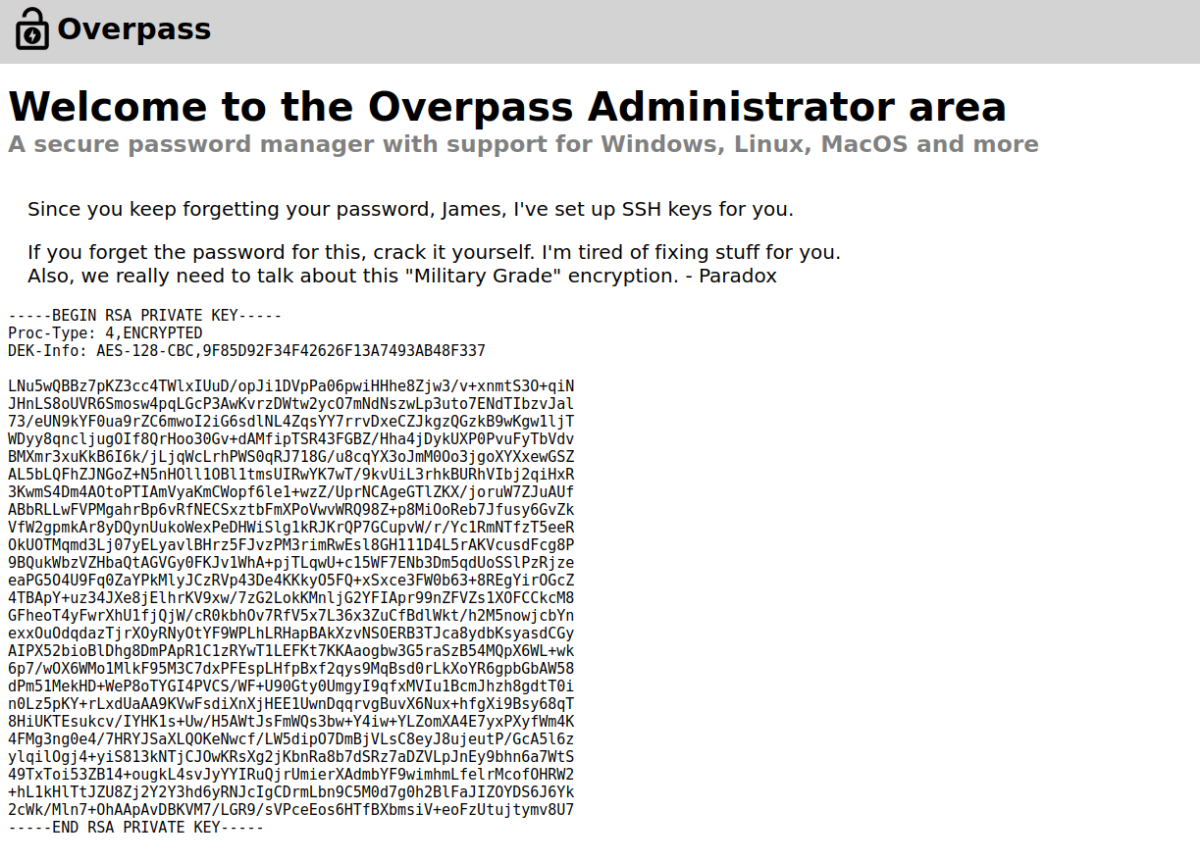 Overpass
Welcome to the Overpass Administrator area
A secure password manager with support for Windows, Linux, MacOS and more
Since you keep forgetting your password, James, I've set up SSH keys for you.
If you forget the password for this, crack it yourself. I'm tired of fixing stuff for you.
Also, we really need to talk about this "Military Grade" encryption. - Paradox
-----BEGIN RSA PRIVATE KEY-----
Proc-Type: 4,ENCRYPTED
DEK-Info: AES-128-CBC,9F85D92F34F42626F13A7493AB48F337
LNu5wQBBz7pKZ3cc4TWlxIUuD/opJi1DVpPa06pwiHHhe8Zjw3/v+xnmtS3O+qiN
JHnLS8oUVR6Smosw4pqLGcP3AwKvrzDWtw2ycO7mNdNszwLp3uto7ENdTIbzvJal
73/eUN9kYF0ua9rZC6mwoI2iG6sdlNL4ZqsYY7rrvDxeCZJkgzQGzkB9wKgw1ljT
WDyy8qncljugOIf8QrHoo30Gv+dAMfipTSR43FGBZ/Hha4jDykUXP0PvuFyTbVdv
BMXmr3xuKkB6I6k/jLjqWcLrhPWS0qRJ718G/u8cqYX3oJmM0Oo3jgoXYXxewGSZ
AL5bLQFhZJNGoZ+N5nHOll1OBl1tmsUIRwYK7wT/9kvUiL3rhkBURhVIbj2qiHxR
3KwmS4Dm4AOtoPTIAmVyaKmCWopf6le1+wzZ/UprNCAgeGTlZKX/joruW7ZJuAUf
ABbRLLwFVPMgahrBp6vRfNECSxztbFmXPoVwvWRQ98Z+p8MiOoReb7Jfusy6GvZk
VfW2gpmkAr8yDQynUukoWexPeDHWiSlg1kRJKrQP7GCupvW/r/Yc1RmNTfzT5eeR
OkUOTMqmd3Lj07yELyavlBHrz5FJvzPM3rimRwEsl8GH111D4L5rAKVcusdFcg8P
9BQukWbzVZHbaQtAGVGy0FKJv1WhA+pjTLqwU+c15WF7ENb3Dm5qdUoSSlPzRjze
eaPG5O4U9Fq0ZaYPkMlyJCzRVp43De4KKkyO5FQ+xSxce3FW0b63+8REgYirOGcZ
4TBApY+uz34JXe8jElhrKV9xw/7zG2LokKMnljG2YFIApr99nZFVZs1XOFCCkcM8
GFheoT4yFwrXhU1fjQjW/cR0kbhOv7RfV5x7L36x3ZuCfBdlWkt/h2M5nowjcbYn
exxOuOdqdazTjrXOyRNyOtYF9WPLhLRHapBAkXzvNSOERB3TJca8ydbKsyasdCGy
AIPX52bioBlDhg8DmPApR1C1zRYwT1LEFKt7KKAaogbw3G5raSzB54MQpX6WL+wk
6p7/wOX6WMo1MlkF95M3C7dxPFEspLHfpBxf2qys9MqBsd0rLkXoYR6gpbGbAW58
dPm51MekHD+WeP8oTYGI4PVCS/WF+U90Gty0UmgyI9qfxMVIu1BcmJhzh8gdtT0i
n0Lz5pKY+rLxdUaAA9KVwFsdiXnXjHEE1UwnDqqrvgBuvX6Nux+hfgXi9Bsy68qT
8HiUKTEsukcv/IYHK1s+Uw/H5AWtJsFmWQs3bw+Y4iw+YLZomXA4E7yxPXyfWm4K
4FMg3ng0e4/7HRYJSaXLQOKeNwcf/LW5dipO7DmBjVLsC8eyJ8ujeutP/GcA5l6z
ylqilOgj4+yiS813kNTjCJOwKRsXg2jKbnRa8b7dSRz7aDZVLpJnEy9bhn6a7WtS
49TxToi53ZB14+ougkL4svJyYYIRuQjrUmierXAdmbYF9wimhmLfelrMcofOHRW2
+hL1kHlTtJZU8Zj2Y2Y3hd6yRNJcIgCDrmLbn9C5M0d7g0h2BlFaJIZOYDS6J6Yk
2cWk/Mln7+OhAApAvDBKVM7/LGR9/sVPceEos6HTfBXbmsiV+eoFzUtujtymv8U7
-----END RSA PRIVATE KEY-----